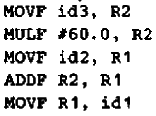 MOVF id3, R2
MULF #60.0, R2
MOVF id2, R1
ADDF R2, R1
MOVF R1, id1